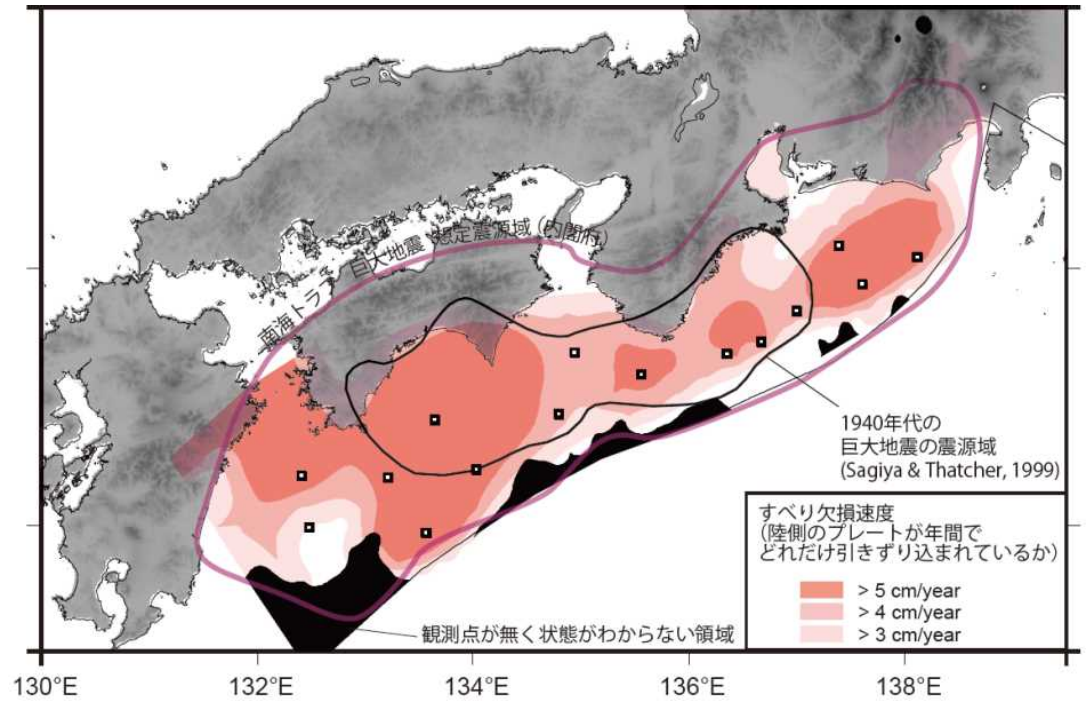 南海トラフ 巨大地震 想定震源域（内閣府）
1940年代の
巨大地震の震源域
(Sagiya & Thatcher, 1999)
すべり欠損速度
（陸側のプレートが年間で
どれだけ引きずり込まれているか）
> 5 cm/year
> 4 cm/year
> 3 cm/year
観測点が無く状態がわからない領域
130°E
132°E
134°E
136°E
138°E